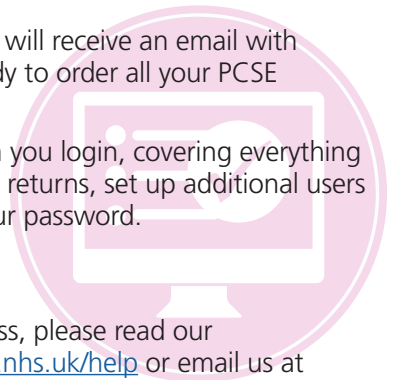 will receive an email with
dy to order all your PCSE
you login, covering everything
returns, set up additional users
ur password.
ss, please read our
.nhs.uk/help or email us at